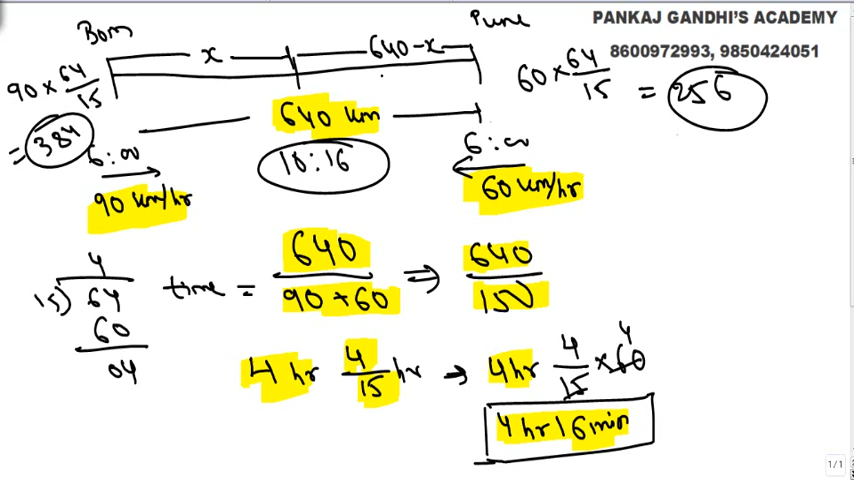 PANKAJ GANDHI'S ACADEMY
8600972993, 9850424051
Bom
Pune
x
640-x
90 × 64/15
= 384
60 × 64/15 = 256
640 km
6:00
10:16
6:00
90 km/hr
60 km/hr
4
15) 64
60
04
time = 640/90+60 ⇒ 640/150
4 hr 4/15 hr → 4hr 4/15 × 60
4
4 hr 16 min
1/1